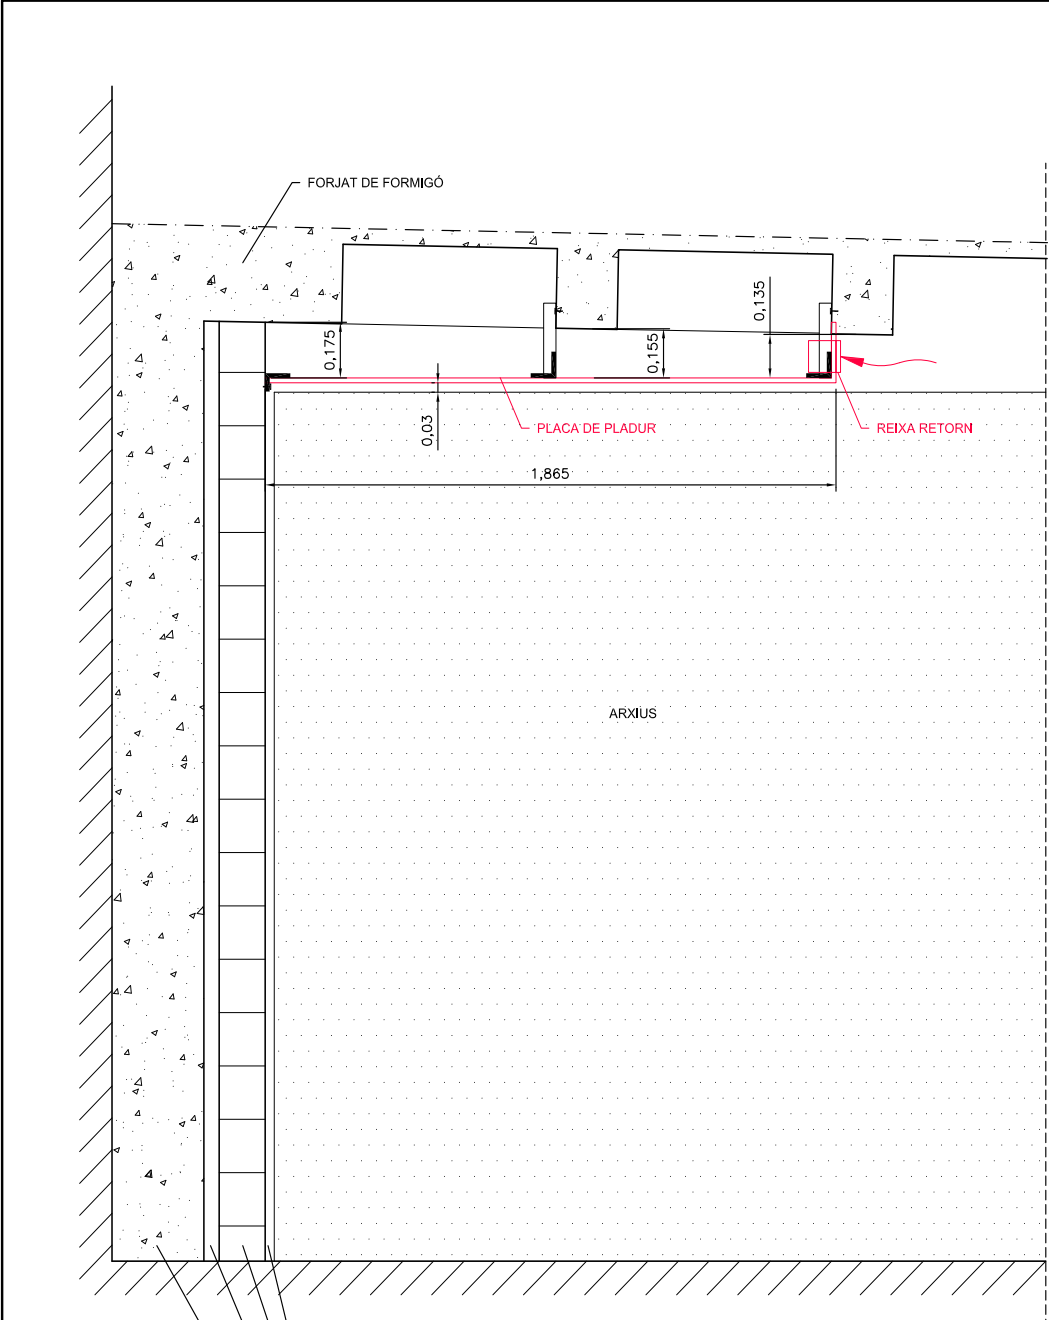 FORJAT DE FORMIGÓ
0,175
0,155
0,135
0,03
PLACA DE PLADUR
REIXA RETORN
1,865
ARXIUS